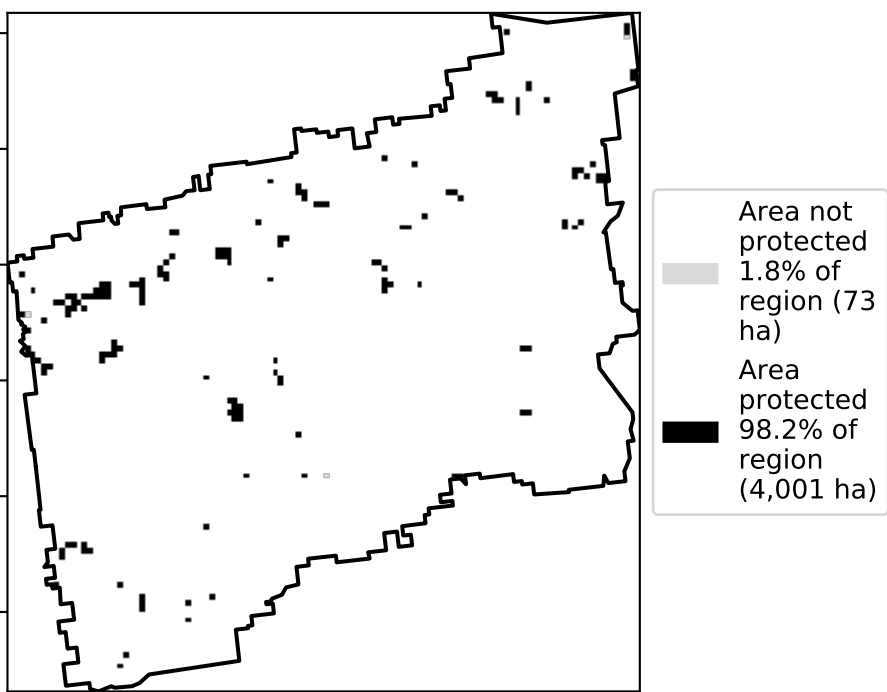 Area not
protected
1.8% of
region (73
ha)
Area
protected
98.2% of
region
(4,001 ha)